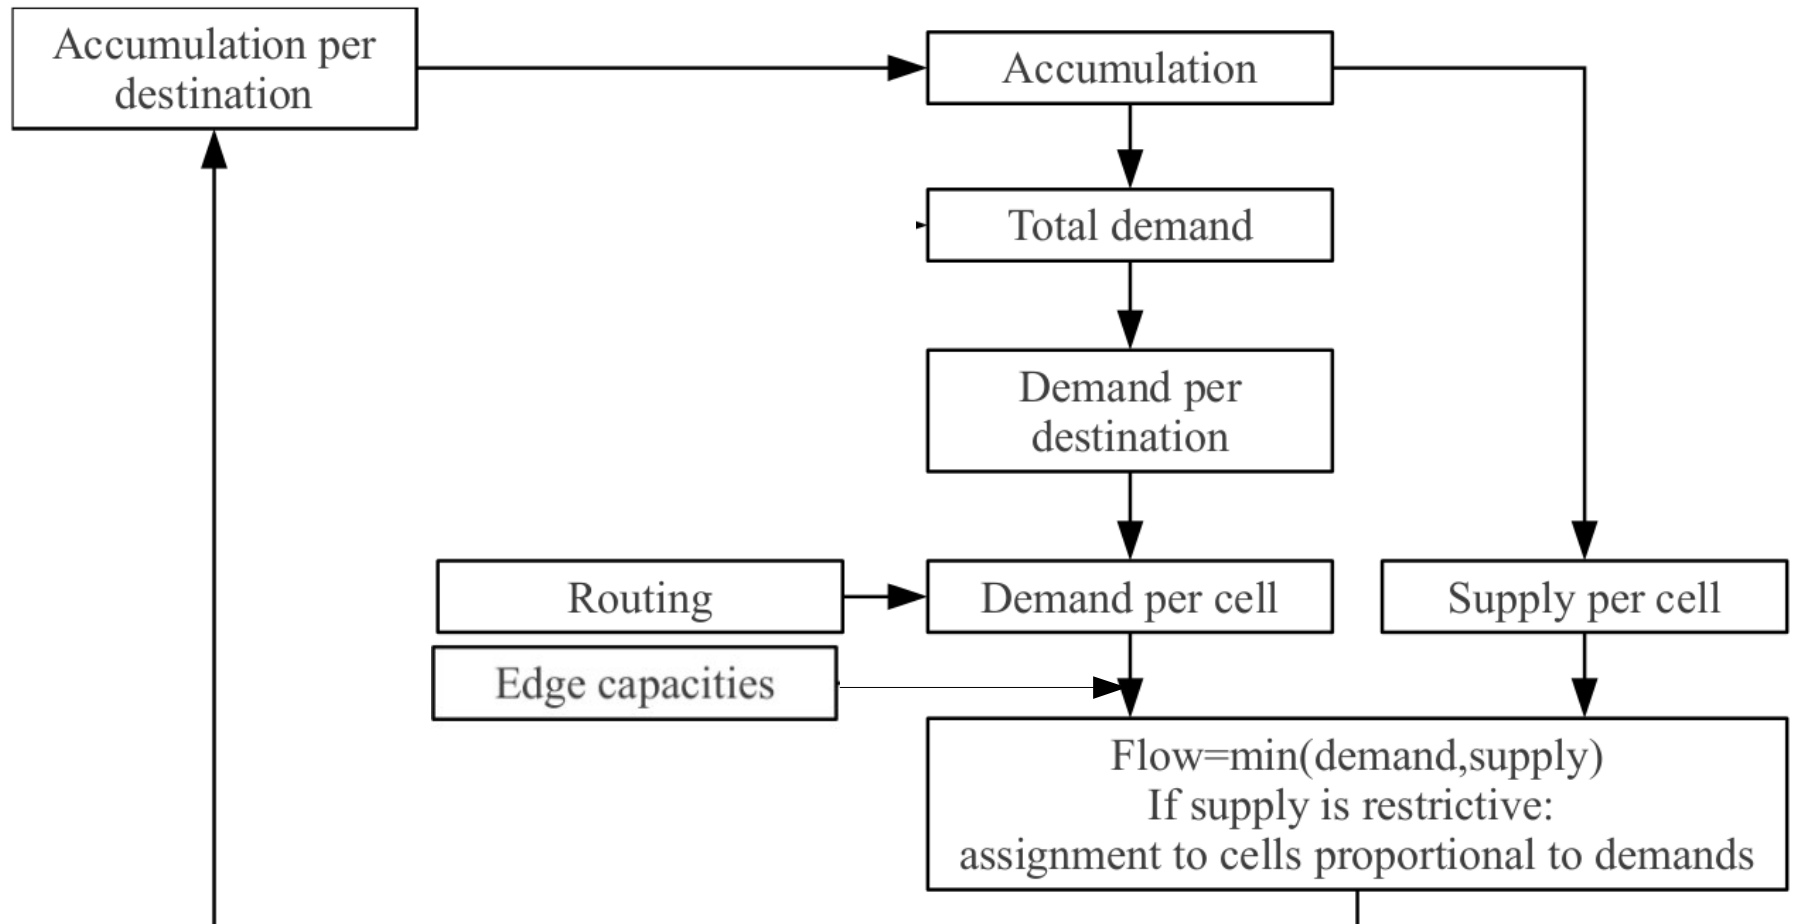 Accumulation per
destination
Accumulation
Total demand
Demand per
destination
Routing
Demand per cell
Supply per cell
Edge capacities
Flow=min(demand,supply)
If supply is restrictive:
assignment to cells proportional to demands